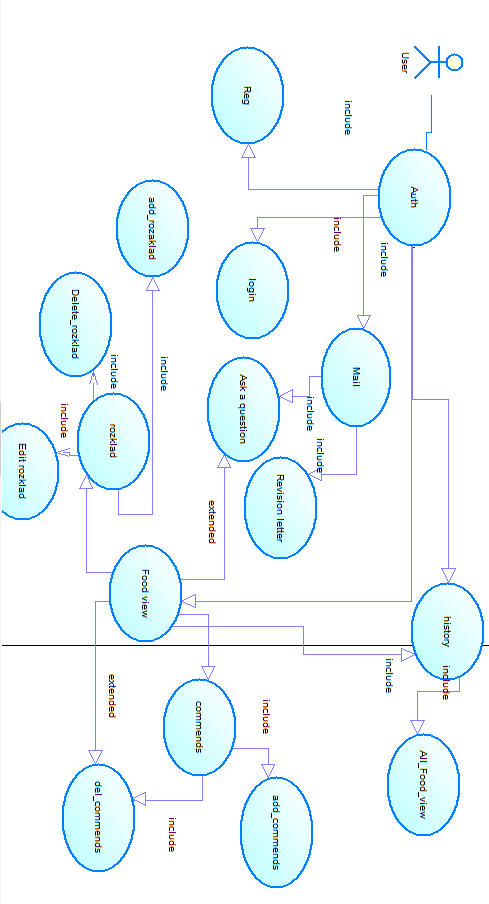 User
Auth
include
Reg
include
login
include
Mail
include
Ask a question
include
Revision letter
add_rozaklad
include
Delete_rozklad
include
rozklad
include
Edit rozklad
extended
Food view
history
include
include
All_Food_view
extended
commends
include
add_commends
include
del_commends